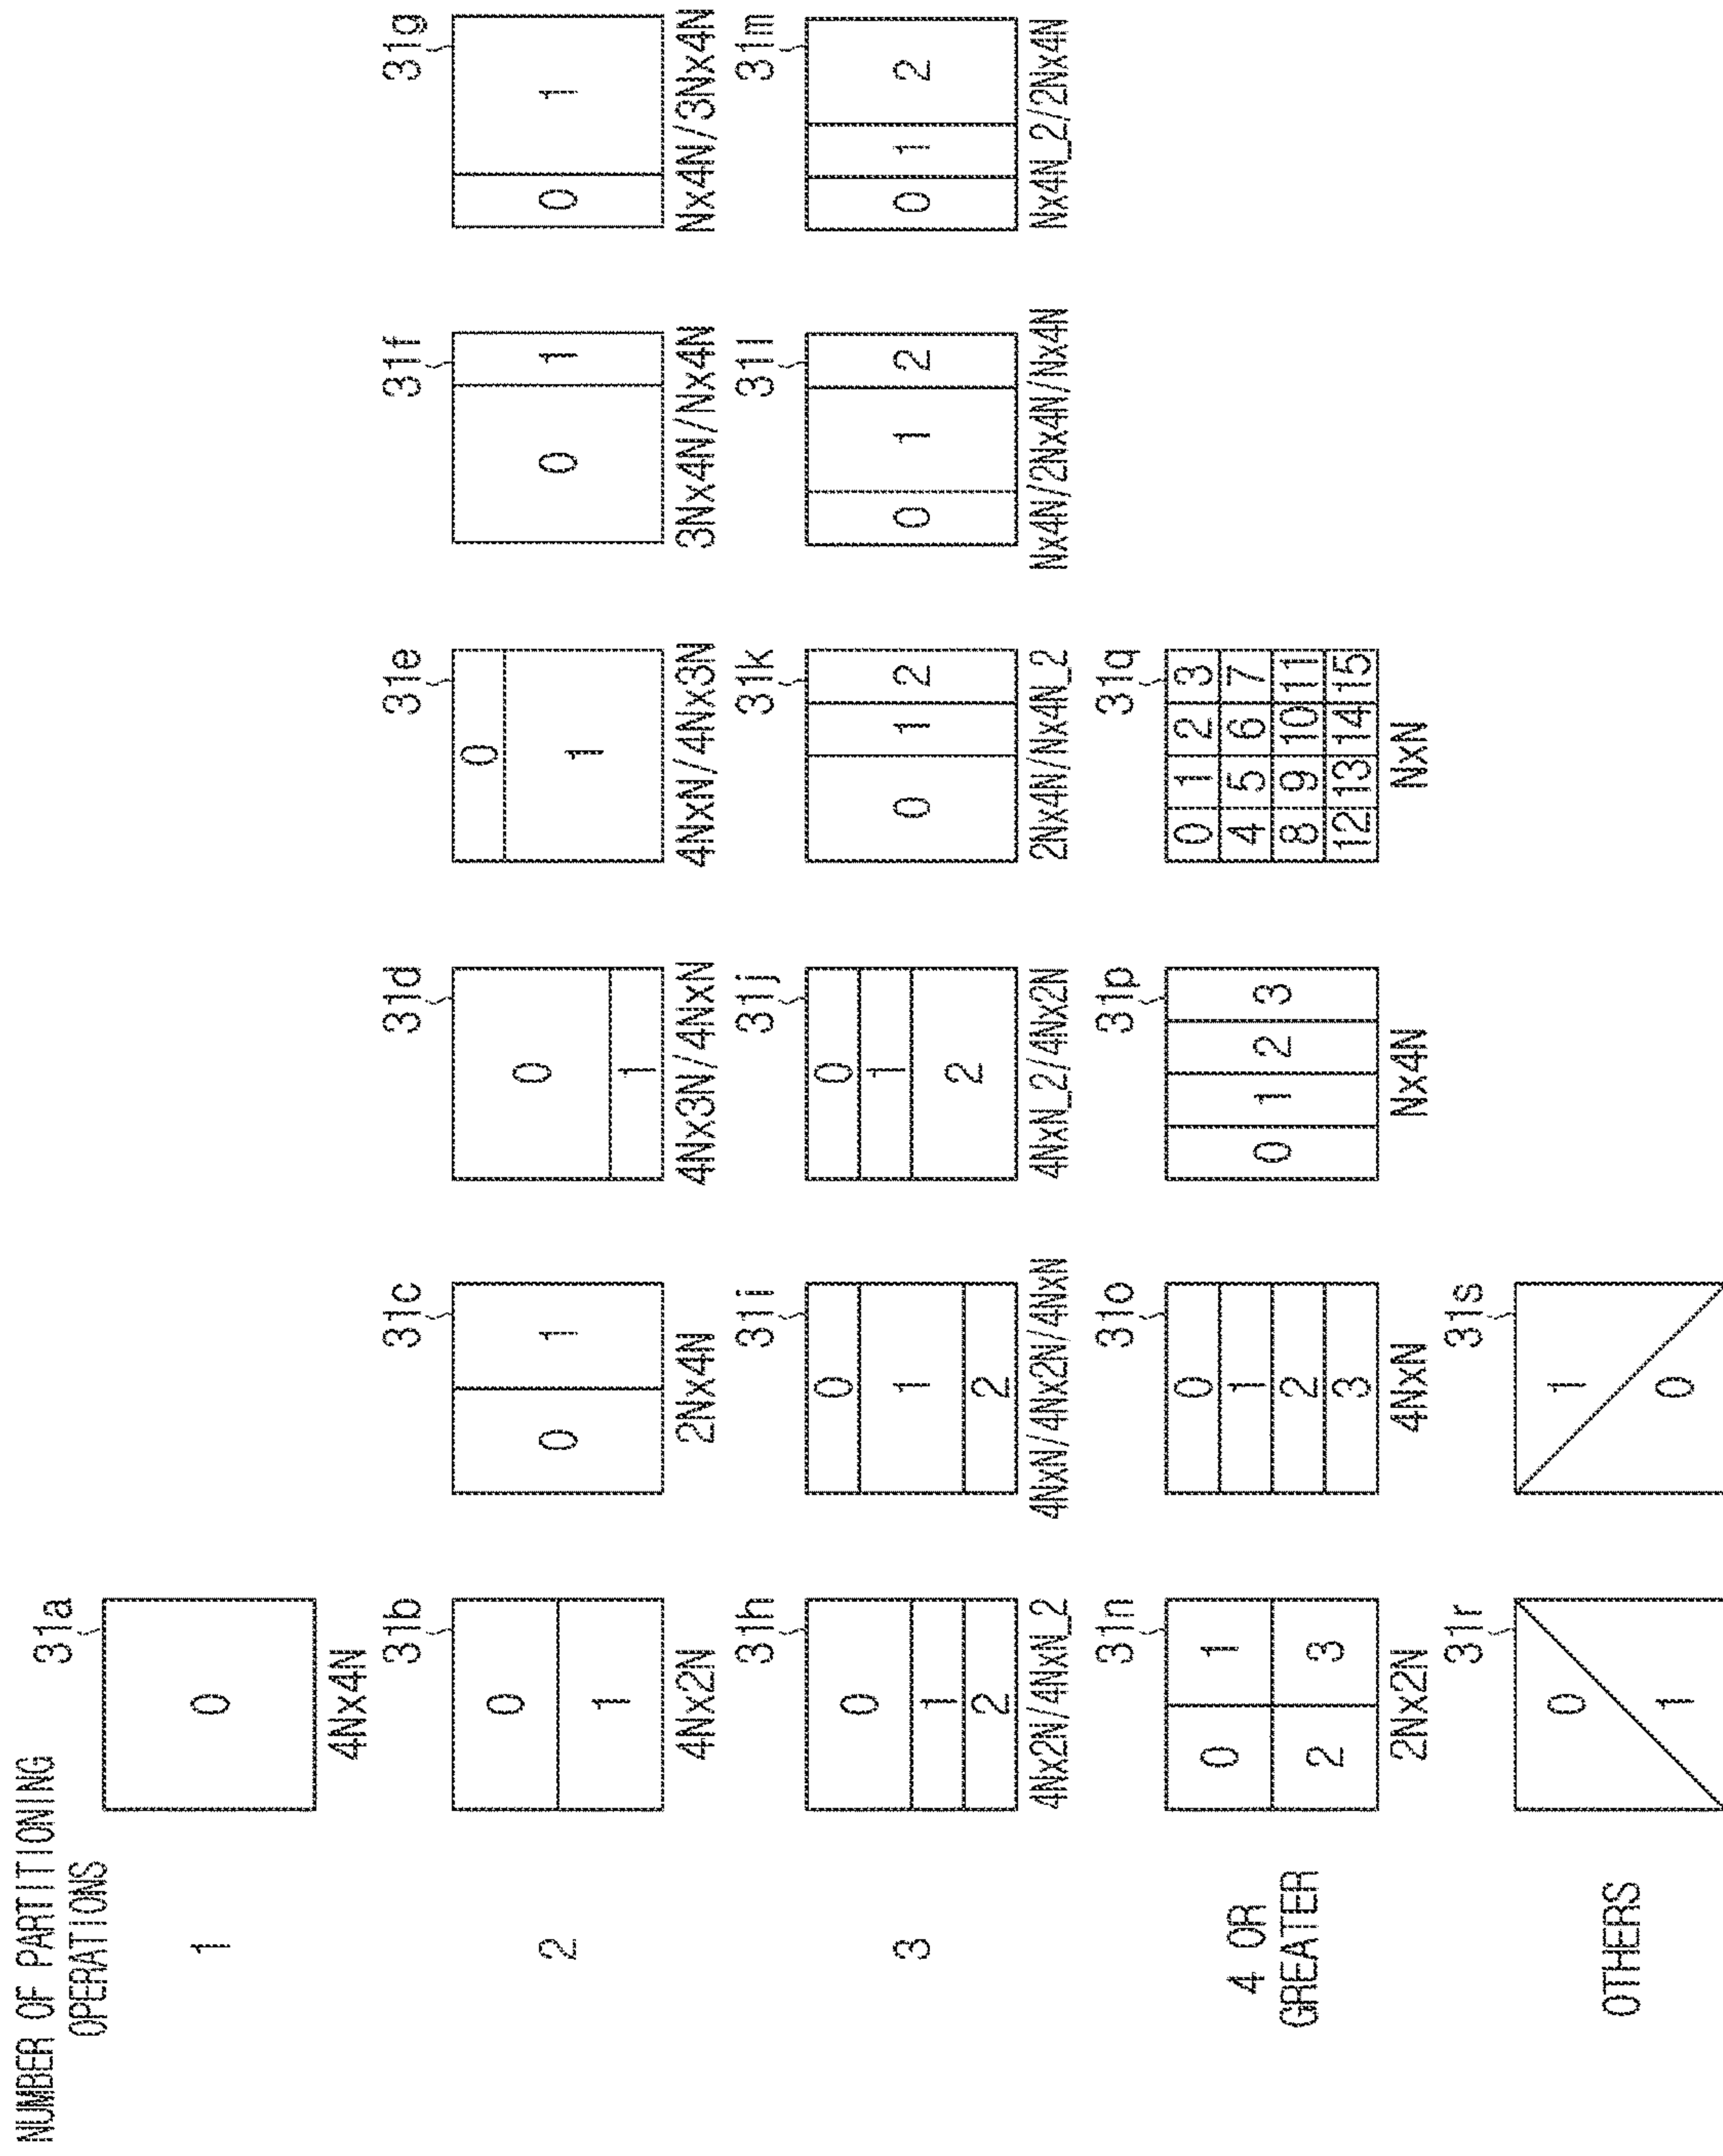 NUMBER OF PARTITIONING
OPERATIONS
1
31a
0
4Nx4N
2
31b
0
1
4Nx2N
31c
0 1
2Nx4N
31d
0
1
4Nx3N/4NxN
31e
0
1
4NxN/4Nx3N
31f
0 1
3Nx4N/Nx4N
31g
0 1
Nx4N/3Nx4N
3
31h
0
1
2
4Nx2N/4NxN_2
31i
0
1
2
4NxN/4Nx2N/4NxN
31j
0
1
2
4NxN_2/4Nx2N
31k
0 1 2
2Nx4N/Nx4N_2
31l
0 1 2
Nx4N/2Nx4N/Nx4N
31m
0 1 2
Nx4N_2/2Nx4N
4 OR
GREATER
31n
0 1
2 3
2Nx2N
31o
0
1
2
3
4NxN
31p
0 1 2 3
Nx4N
31q
0 1 2 3
4 5 6 7
8 9 10 11
12 13 14 15
NxN
OTHERS
31r
0
1
31s
1
0